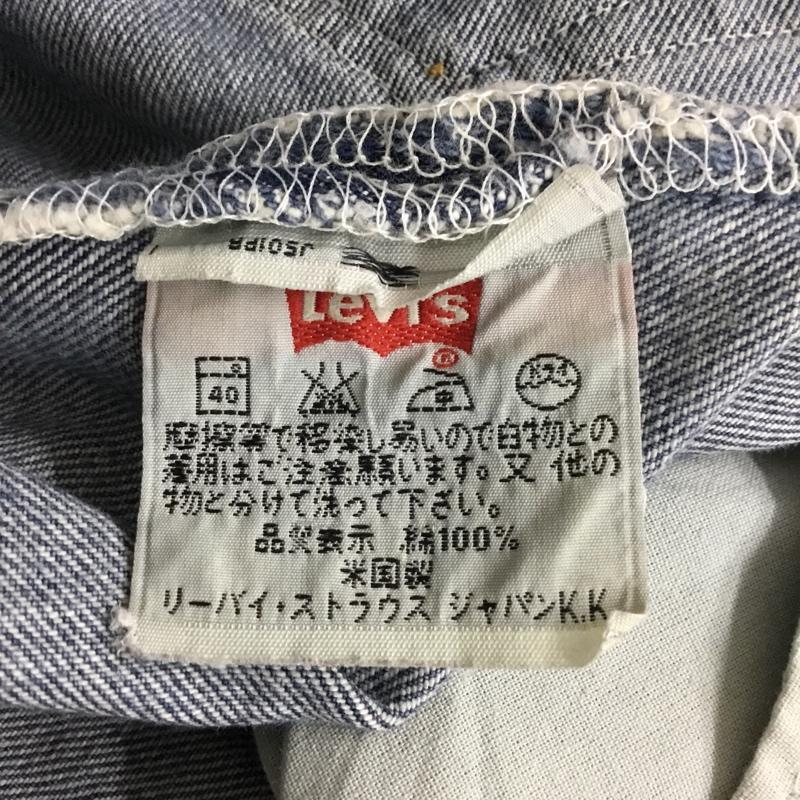 Levi's
®
40
ドライ
摩擦等で移染し易いので白物との
着用はご注意願います。又 他の
物と分けて洗って下さい。
品質表示 綿100%
米国製
リーバイ・ストラウス ジャパンK.K